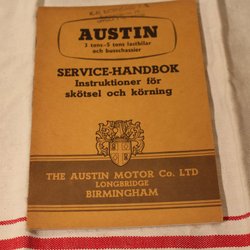 AUSTIN
3 tons–5 tons lastbilar
och busschassier
SERVICE-HANDBOK
Instruktioner för
skötsel och körning
THE AUSTIN MOTOR Co. LTD
LONGBRIDGE
BIRMINGHAM